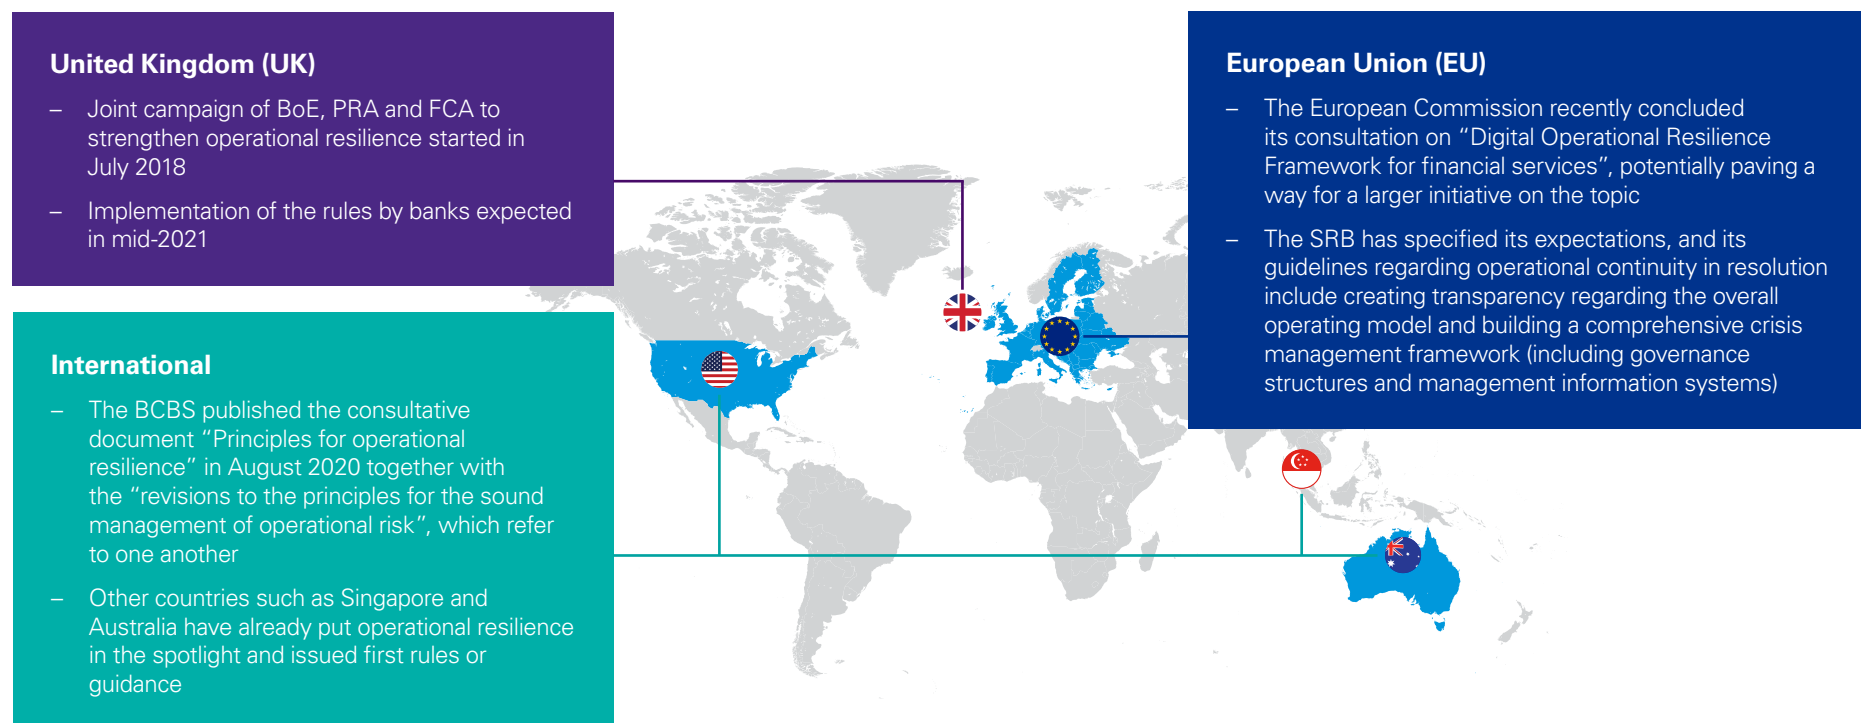 United Kingdom (UK)
– Joint campaign of BoE, PRA and FCA to
strengthen operational resilience started in
July 2018
– Implementation of the rules by banks expected
in mid-2021
International
– The BCBS published the consultative
document “Principles for operational
resilience” in August 2020 together with
the “revisions to the principles for the sound
management of operational risk”, which refer
to one another
– Other countries such as Singapore and
Australia have already put operational resilience
in the spotlight and issued first rules or
guidance
European Union (EU)
– The European Commission recently concluded
its consultation on “Digital Operational Resilience
Framework for financial services”, potentially paving a
way for a larger initiative on the topic
– The SRB has specified its expectations, and its
guidelines regarding operational continuity in resolution
include creating transparency regarding the overall
operating model and building a comprehensive crisis
management framework (including governance
structures and management information systems)